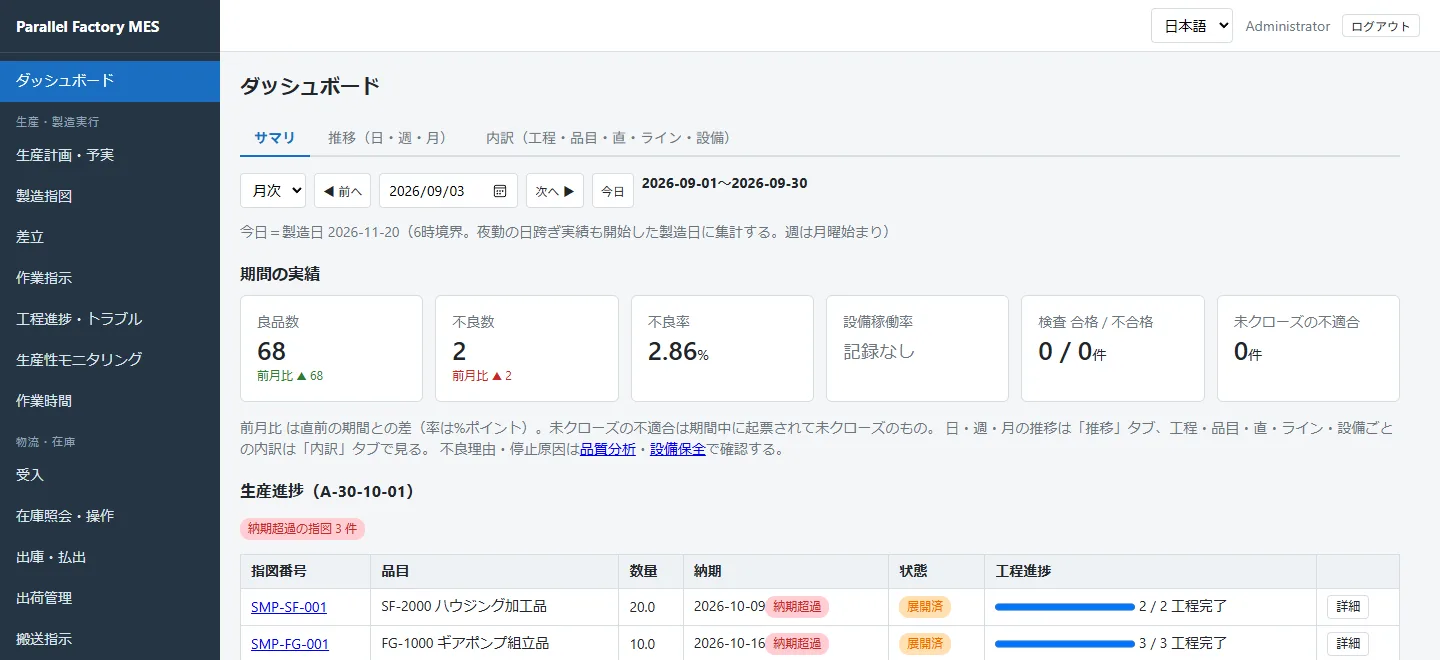 Parallel Factory MES
日本語
Administrator
ログアウト
ダッシュボード
生産・製造実行
生産計画・予実
製造指図
差立
作業指示
工程進捗・トラブル
生産性モニタリング
作業時間
物流・在庫
受入
在庫照会・操作
出庫・払出
出荷管理
搬送指示
ダッシュボード
サマリ 推移（日・週・月） 内訳（工程・品目・直・ライン・設備）
月次 ◀ 前へ 2026/09/03 次へ ▶ 今日 2026-09-01～2026-09-30
今日＝製造日 2026-11-20（6時境界。夜勤の日跨ぎ実績も開始した製造日に集計する。週は月曜始まり）
期間の実績
良品数
68
前月比 ▲ 68
不良数
2
前月比 ▲ 2
不良率
2.86%
設備稼働率
記録なし
検査 合格 / 不合格
0 / 0件
未クローズの不適合
0件
前月比 は直前の期間との差（率は%ポイント）。未クローズの不適合は期間中に起票されて未クローズのもの。 日・週・月の推移は「推移」タブ、工程・品目・直・ライン・設備ごと
の内訳は「内訳」タブで見る。 不良理由・停止原因は品質分析・設備保全で確認する。
生産進捗（A-30-10-01）
納期超過の指図 3 件
指図番号 品目 数量 納期 状態 工程進捗
SMP-SF-001 SF-2000 ハウジング加工品 20.0 2026-10-09 納期超過 展開済 2 / 2 工程完了 詳細
SMP-FG-001 FG-1000 ギアポンプ組立品 10.0 2026-10-16 納期超過 展開済 3 / 3 工程完了 詳細